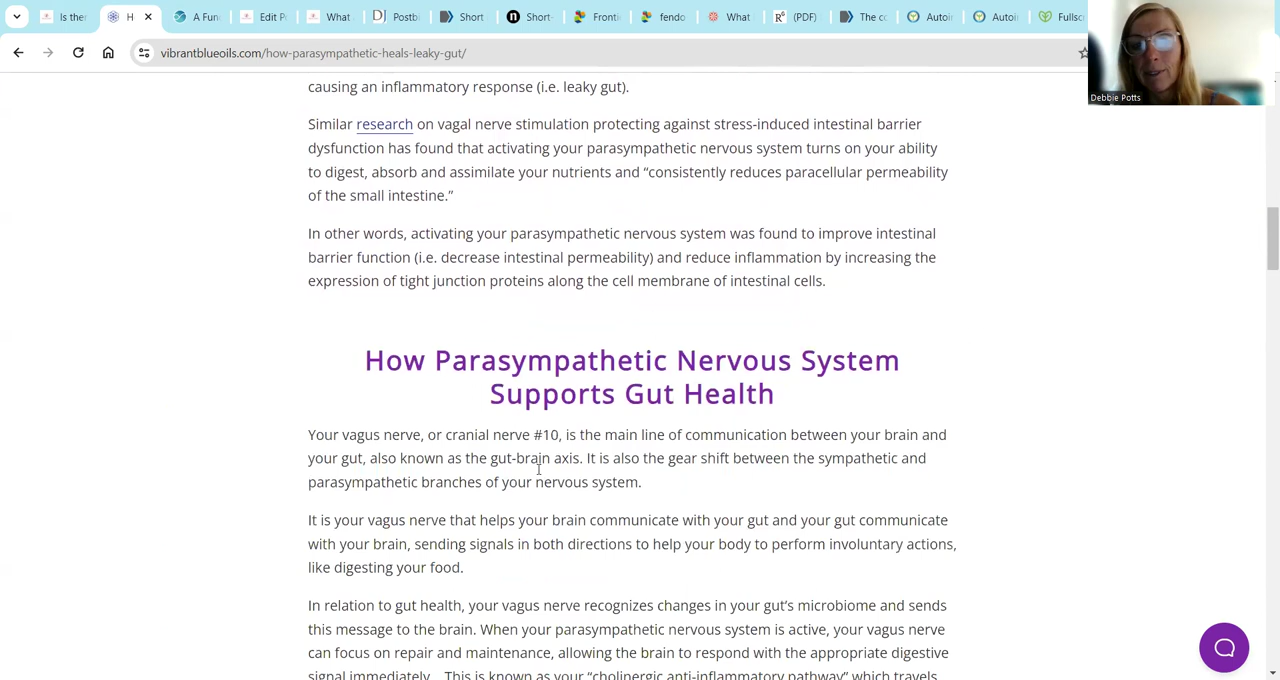 Is ther
H
A Fun
Edit P
What
Postb
Short
Short-
Fronti
fendo
What
(PDF)
The co
Autoi
Autoi
Fullsc
vibrantblueoils.com/how-parasympathetic-heals-leaky-gut/
Debbie Potts
causing an inflammatory response (i.e. leaky gut).
Similar research on vagal nerve stimulation protecting against stress-induced intestinal barrier
dysfunction has found that activating your parasympathetic nervous system turns on your ability
to digest, absorb and assimilate your nutrients and “consistently reduces paracellular permeability
of the small intestine.”
In other words, activating your parasympathetic nervous system was found to improve intestinal
barrier function (i.e. decrease intestinal permeability) and reduce inflammation by increasing the
expression of tight junction proteins along the cell membrane of intestinal cells.
How Parasympathetic Nervous System
Supports Gut Health
Your vagus nerve, or cranial nerve #10, is the main line of communication between your brain and
your gut, also known as the gut-brain axis. It is also the gear shift between the sympathetic and
parasympathetic branches of your nervous system.
It is your vagus nerve that helps your brain communicate with your gut and your gut communicate
with your brain, sending signals in both directions to help your body to perform involuntary actions,
like digesting your food.
In relation to gut health, your vagus nerve recognizes changes in your gut’s microbiome and sends
this message to the brain. When your parasympathetic nervous system is active, your vagus nerve
can focus on repair and maintenance, allowing the brain to respond with the appropriate digestive
signal immediately. This is known as your “cholinergic anti-inflammatory pathway” which travels